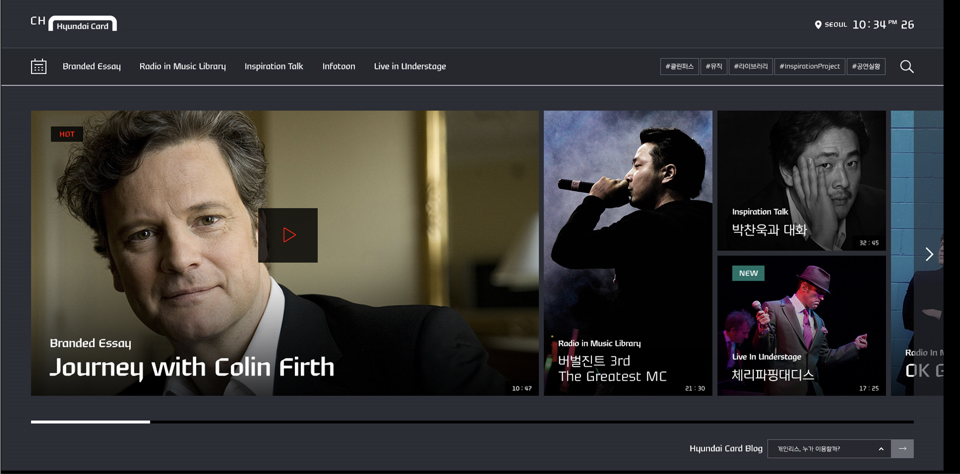 CH Hyundai Card
SEOUL 10 : 34 PM 26
Branded Essay
Radio in Music Library
Inspiration Talk
Infotoon
Live in Understage
#클린퍼스
#뮤직
#라이브러리
#InspirationProject
#공연실황
HOT
Branded Essay
Journey with Colin Firth
10 : 47
Radio in Music Library
버벌진트 3rd
The Greatest MC
21 : 30
Inspiration Talk
박찬욱과 대화
32 : 45
NEW
Live In Understage
체리파핑대디스
17 : 25
Radio In M
OK G
Hyundai Card Blog
개인리스, 누가 이용할까?